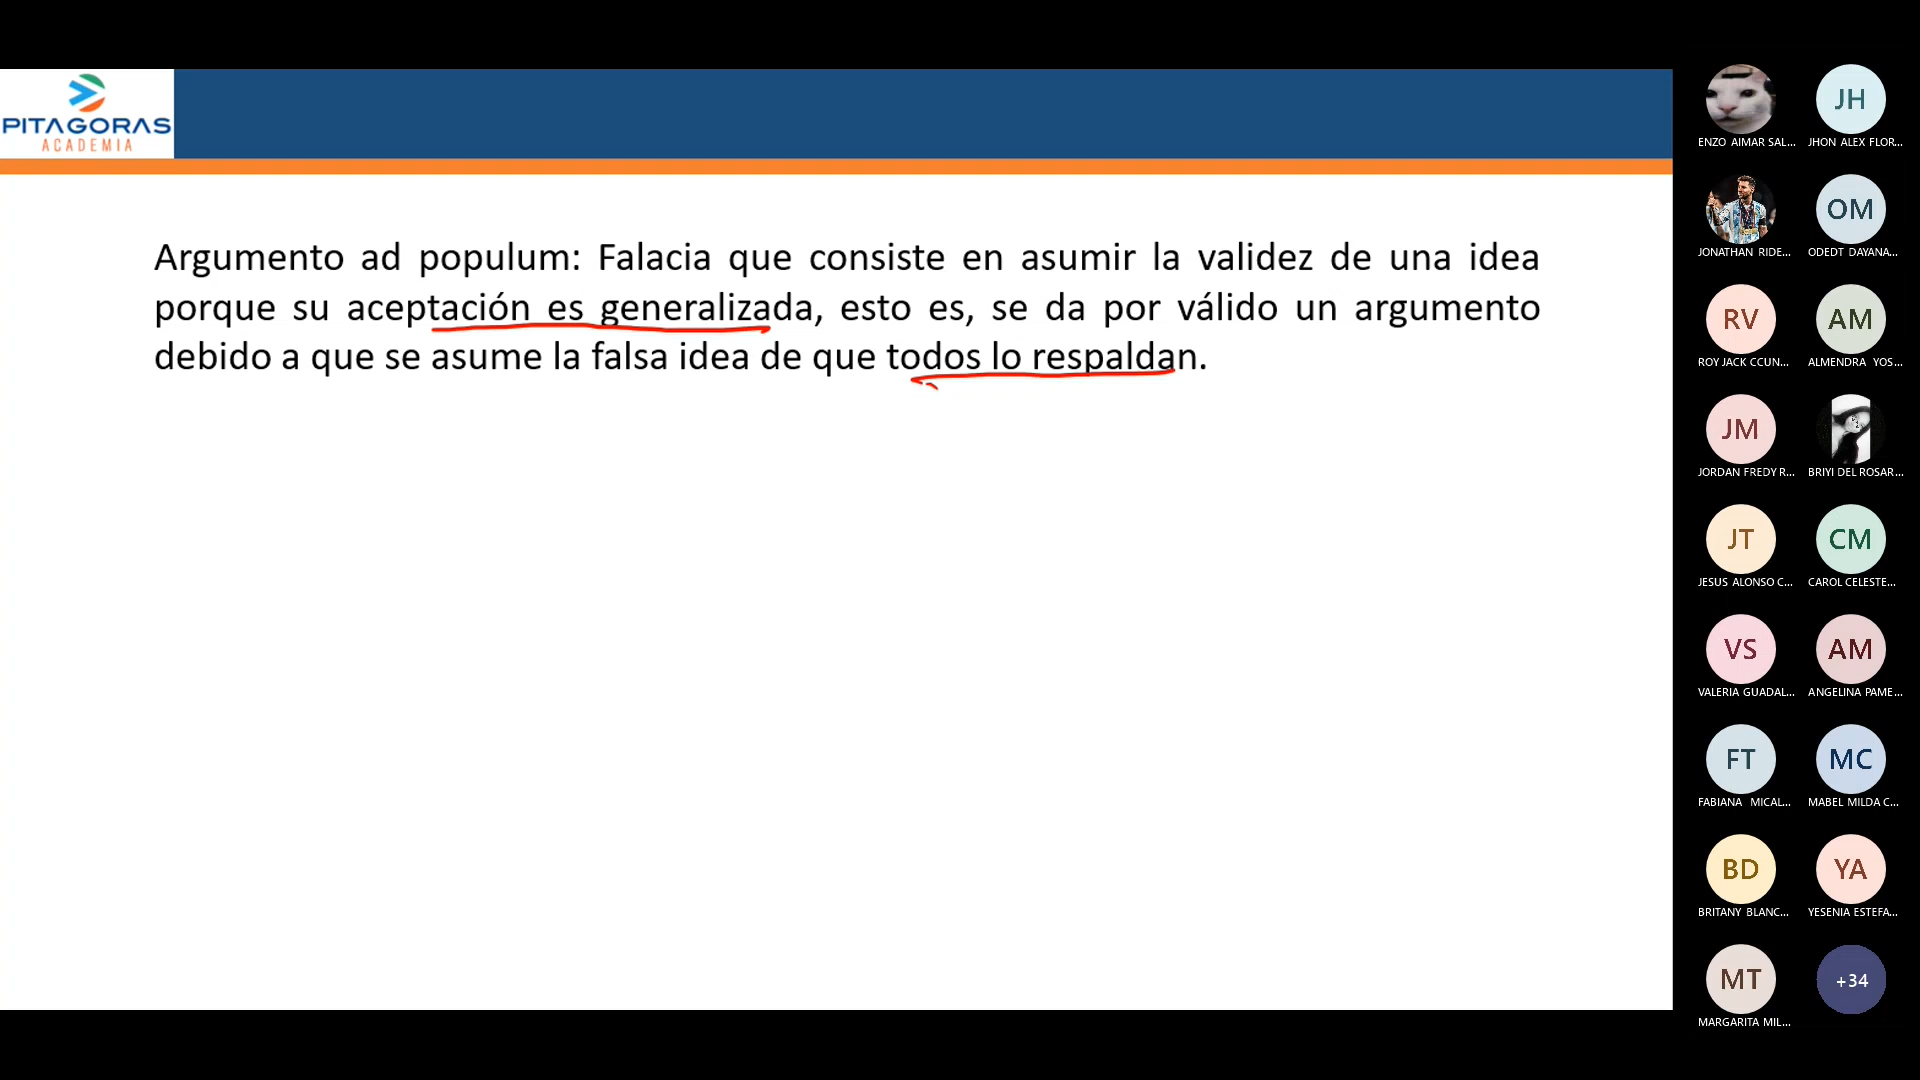 PITAGORAS
ACADEMIA
Argumento ad populum: Falacia que consiste en asumir la validez de una idea
porque su aceptación es generalizada, esto es, se da por válido un argumento
debido a que se asume la falsa idea de que todos lo respaldan.
ENZO AIMAR SAL...
JH
JHON ALEX FLOR...
JONATHAN RIDE...
OM
ODEDT DAYANA...
RV
ROY JACK CCUN...
AM
ALMENDRA YOS...
JM
JORDAN FREDY R...
BRIYI DEL ROSAR...
JT
JESUS ALONSO C...
CM
CAROL CELESTE...
VS
VALERIA GUADAL...
AM
ANGELINA PAME...
FT
FABIANA MICAL...
MC
MABEL MILDA C...
BD
BRITANY BLANC...
YA
YESENIA ESTEFA...
MT
MARGARITA MIL...
+34